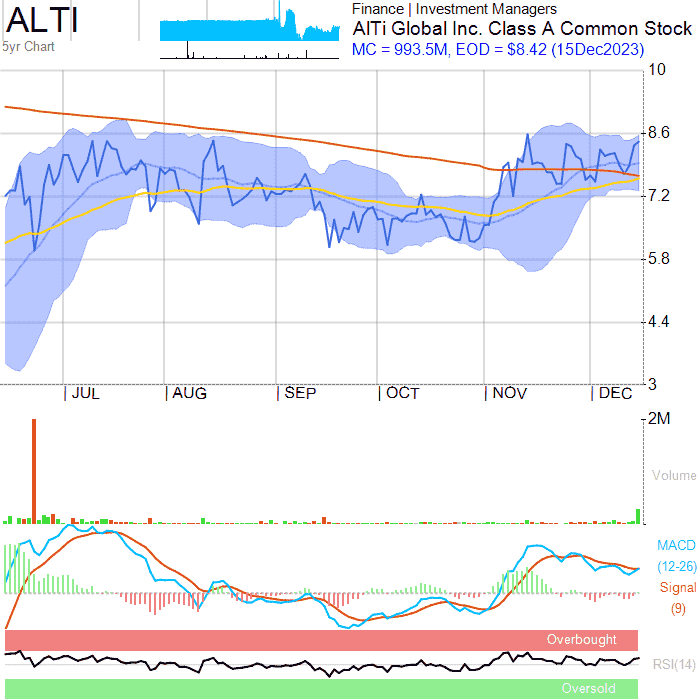 ALTI
5yr Chart
Finance | Investment Managers
AlTi Global Inc. Class A Common Stock
MC = 993.5M, EOD = $8.42 (15Dec2023)
10
8.6
7.2
5.8
4.4
3
JUL AUG SEP OCT NOV DEC
2M
Volume
MACD
(12-26)
Signal
(9)
Overbought
RSI(14)
Oversold